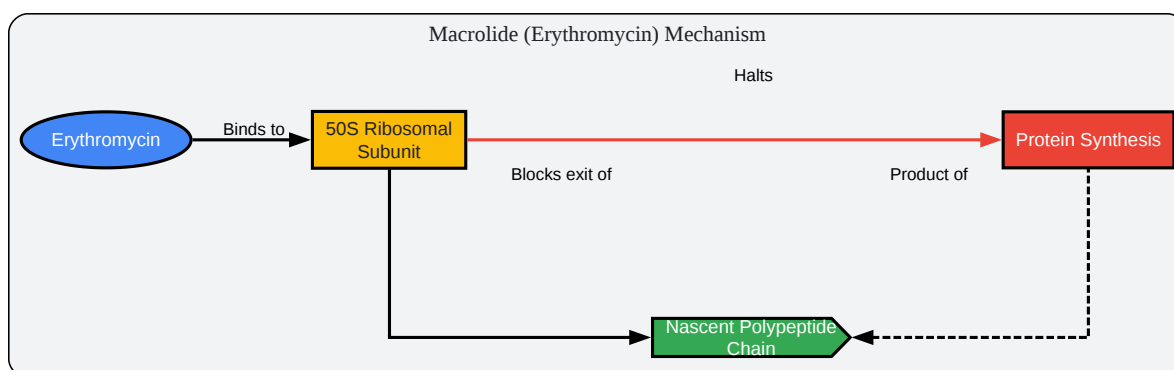 Macrolide (Erythromycin) Mechanism
Halts
Erythromycin
Binds to
50S Ribosomal
Subunit
Protein Synthesis
Blocks exit of
Product of
Nascent Polypeptide
Chain